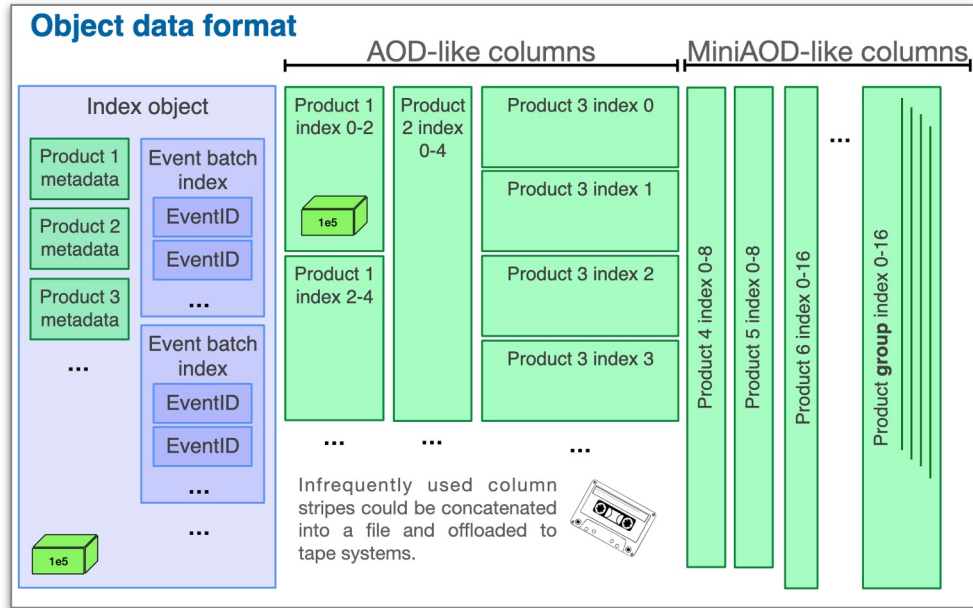 Object data format
AOD-like columns
MiniAOD-like columns
Index object
Product 1
metadata
Product 2
metadata
Product 3
metadata
...
Event batch
index
EventID
EventID
...
Event batch
index
EventID
EventID
...
...
1e5
Product 1
index 0-2
1e5
Product 1
index 2-4
...
Product
2 index
0-4
...
Product 3 index 0
Product 3 index 1
Product 3 index 2
Product 3 index 3
...
Infrequently used column
stripes could be concatenated
into a file and offloaded to
tape systems.
Product 4 index 0-8
Product 5 index 0-8
Product 6 index 0-16
...
Product group index 0-16